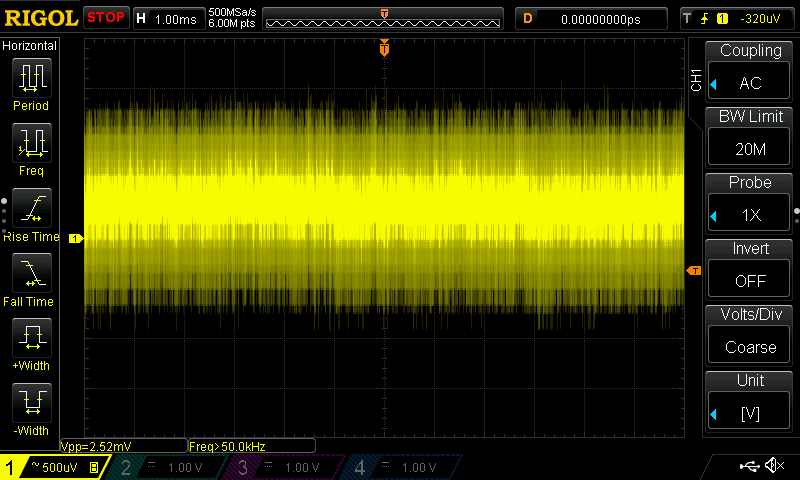 RIGOL STOP H 1.00ms 500MSa/s 6.00M pts T D 0.00000000ps T 1 -320uV
Horizontal
Period
Freq
Rise Time
Fall Time
+Width
-Width
T
1
T
CH1
Coupling
AC
BW Limit
20M
Probe
1X
Invert
OFF
Volts/Div
Coarse
Unit
[V]
Vpp=2.52mV Freq>50.0kHz
1 ~ 500uV B 2 1.00 V 3 1.00 V 4 1.00 V